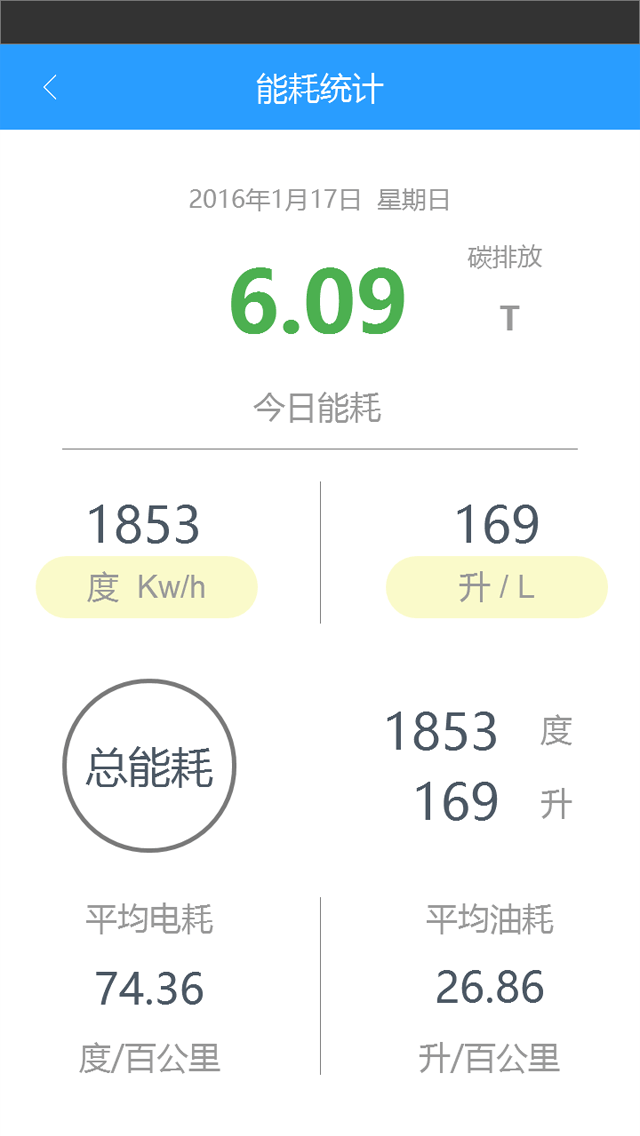 能耗统计
2016年1月17日 星期日
碳排放
6.09
T
今日能耗
1853
169
度 Kw/h
升 / L
总能耗
1853 度
169 升
平均电耗
平均油耗
74.36
26.86
度/百公里
升/百公里